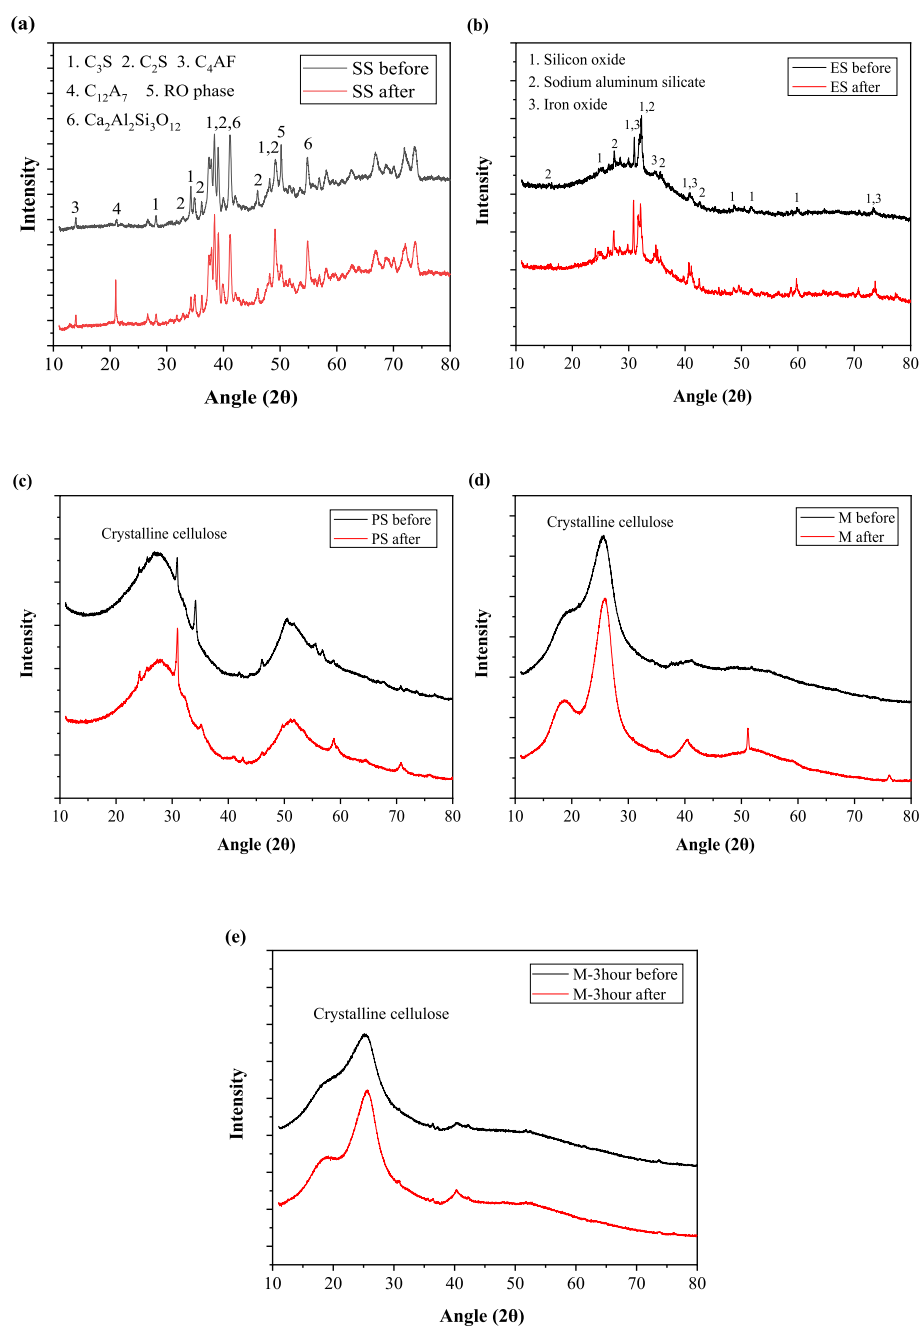 (a)
1. C3S 2. C2S 3. C4AF
4. C12A7 5. RO phase
6. Ca2Al2Si3O12
SS before
SS after
1,2,6
5
1,2
6
1
2
2
3
4
1
2
Intensity
10 20 30 40 50 60 70 80
Angle (2θ)
(b)
1. Silicon oxide
2. Sodium aluminum silicate
3. Iron oxide
ES before
ES after
1,2
1,3
2
1
3
2
2
1,3
2
1
1
1
1,3
Intensity
10 20 30 40 50 60 70 80
Angle (2θ)
(c)
Crystalline cellulose
PS before
PS after
Intensity
10 20 30 40 50 60 70 80
Angle (2θ)
(d)
Crystalline cellulose
M before
M after
Intensity
10 20 30 40 50 60 70 80
Angle (2θ)
(e)
Crystalline cellulose
M-3hour before
M-3hour after
Intensity
10 20 30 40 50 60 70 80
Angle (2θ)